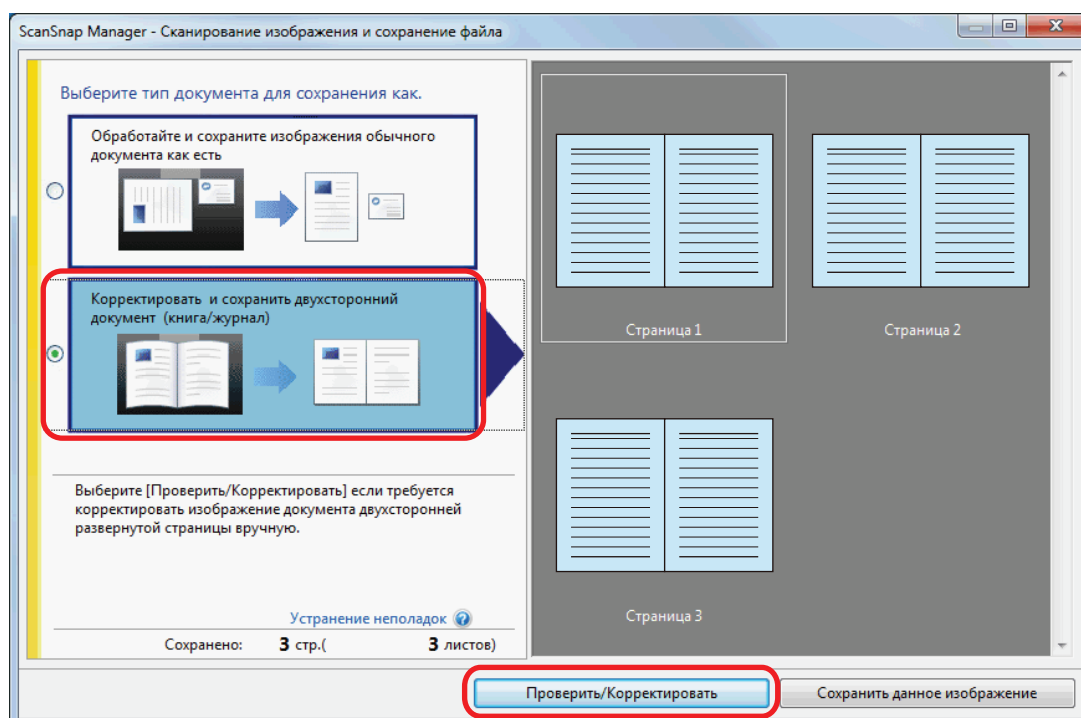 ScanSnap Manager - Сканирование изображения и сохранение файла
Выберите тип документа для сохранения как.
Обработайте и сохраните изображения обычного
документа как есть
Корректировать и сохранить двухсторонний
документ (книга/журнал)
Выберите [Проверить/Корректировать] если требуется
корректировать изображение документа двухсторонней
развернутой страницы вручную.
Устранение неполадок
Сохранено: 3 стр.( 3 листов)
Страница 1
Страница 2
Страница 3
Проверить/Корректировать
Сохранить данное изображение